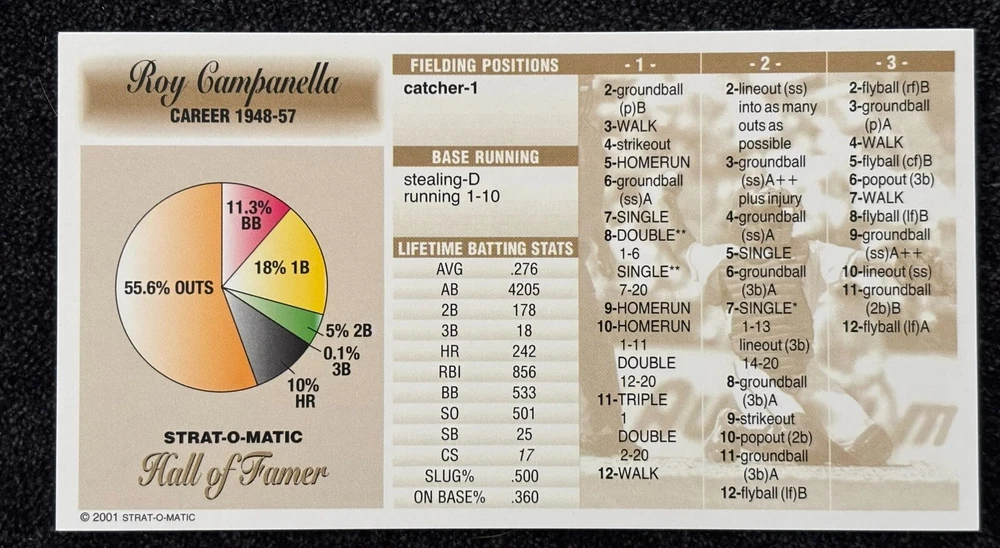 Roy Campanella
CAREER 1948-57
11.3%
BB
18% 1B
55.6% OUTS
5% 2B
0.1%
3B
10%
HR
STRAT-O-MATIC
Hall of Famer
© 2001 STRAT-O-MATIC
FIELDING POSITIONS
catcher-1
BASE RUNNING
stealing-D
running 1-10
LIFETIME BATTING STATS
AVG .276
AB 4205
2B 178
3B 18
HR 242
RBI 856
BB 533
SO 501
SB 25
CS 17
SLUG% .500
ON BASE% .360
- 1 -
2-groundball
(p)B
3-WALK
4-strikeout
5-HOMERUN
6-groundball
(ss)A
7-SINGLE
8-DOUBLE**
1-6
SINGLE**
7-20
9-HOMERUN
10-HOMERUN
1-11
DOUBLE
12-20
11-TRIPLE
1
DOUBLE
2-20
12-WALK
- 2 -
2-lineout (ss)
into as many
outs as
possible
3-groundball
(ss)A++
plus injury
4-groundball
(ss)A
5-SINGLE
6-groundball
(3b)A
7-SINGLE*
1-13
lineout (3b)
14-20
8-groundball
(3b)A
9-strikeout
10-popout (2b)
11-groundball
(3b)A
12-flyball (lf)B
- 3 -
2-flyball (rf)B
3-groundball
(p)A
4-WALK
5-flyball (cf)B
6-popout (3b)
7-WALK
8-flyball (lf)B
9-groundball
(ss)A++
10-lineout (ss)
11-groundball
(2b)B
12-flyball (lf)A